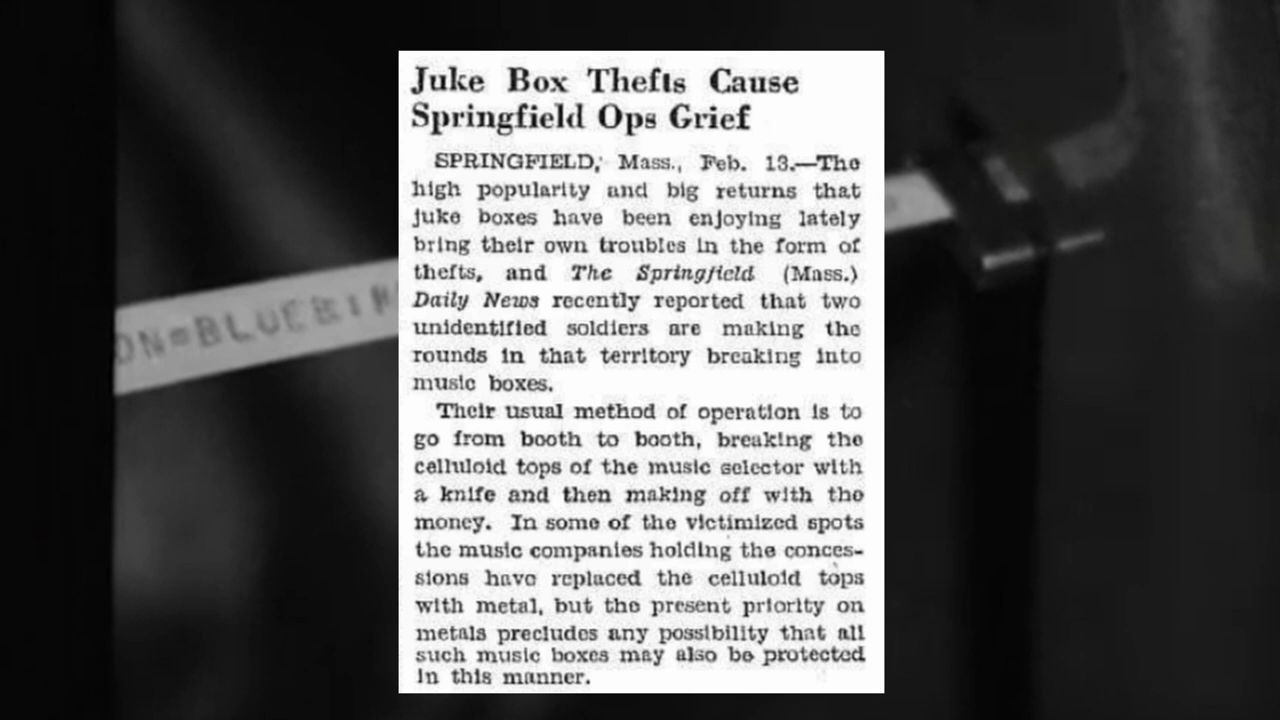 Juke Box Thefts Cause
Springfield Ops Grief
SPRINGFIELD, Mass., Feb. 13.—The
high popularity and big returns that
juke boxes have been enjoying lately
bring their own troubles in the form of
thefts, and The Springfield (Mass.)
Daily News recently reported that two
unidentified soldiers are making the
rounds in that territory breaking into
music boxes.
Their usual method of operation is to
go from booth to booth, breaking the
celluloid tops of the music selector with
a knife and then making off with the
money. In some of the victimized spots
the music companies holding the conces-
sions have replaced the celluloid tops
with metal, but the present priority on
metals precludes any possibility that all
such music boxes may also be protected
in this manner.